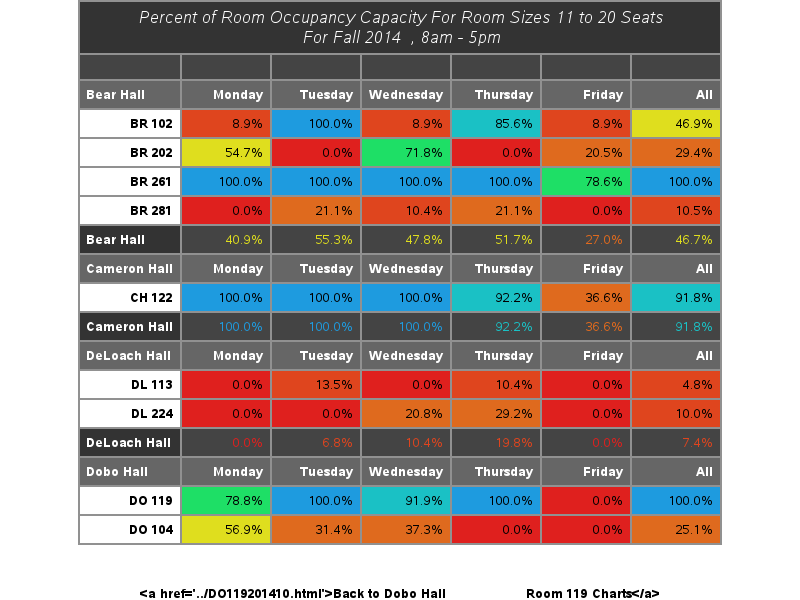 Percent of Room Occupancy Capacity For Room Sizes 11 to 20 Seats
For Fall 2014 , 8am - 5pm
Bear Hall Monday Tuesday Wednesday Thursday Friday All
BR 102 8.9% 100.0% 8.9% 85.6% 8.9% 46.9%
BR 202 54.7% 0.0% 71.8% 0.0% 20.5% 29.4%
BR 261 100.0% 100.0% 100.0% 100.0% 78.6% 100.0%
BR 281 0.0% 21.1% 10.4% 21.1% 0.0% 10.5%
Bear Hall 40.9% 55.3% 47.8% 51.7% 27.0% 46.7%
Cameron Hall Monday Tuesday Wednesday Thursday Friday All
CH 122 100.0% 100.0% 100.0% 92.2% 36.6% 91.8%
Cameron Hall 100.0% 100.0% 100.0% 92.2% 36.6% 91.8%
DeLoach Hall Monday Tuesday Wednesday Thursday Friday All
DL 113 0.0% 13.5% 0.0% 10.4% 0.0% 4.8%
DL 224 0.0% 0.0% 20.8% 29.2% 0.0% 10.0%
DeLoach Hall 0.0% 6.8% 10.4% 19.8% 0.0% 7.4%
Dobo Hall Monday Tuesday Wednesday Thursday Friday All
DO 119 78.8% 100.0% 91.9% 100.0% 0.0% 100.0%
DO 104 56.9% 31.4% 37.3% 0.0% 0.0% 25.1%
<a href='../DO119201410.html'>Back to Dobo Hall Room 119 Charts</a>